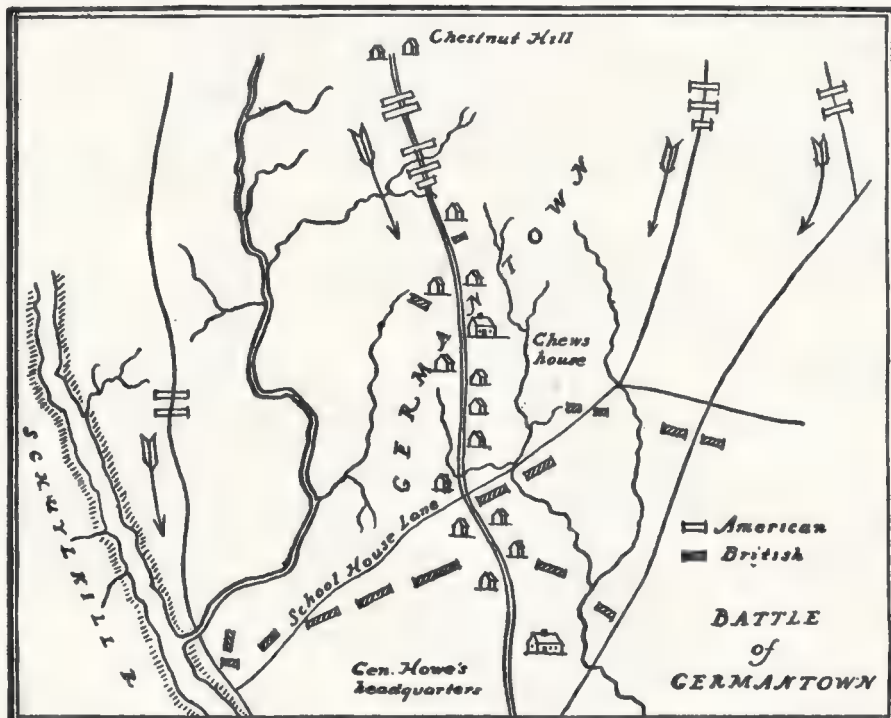 Chestnut Hill
GERMANTOWN
Chews
house
SCHUYLKILL R
School House Lane
American
British
Gen. Howe's
headquarters
BATTLE
of
GERMANTOWN